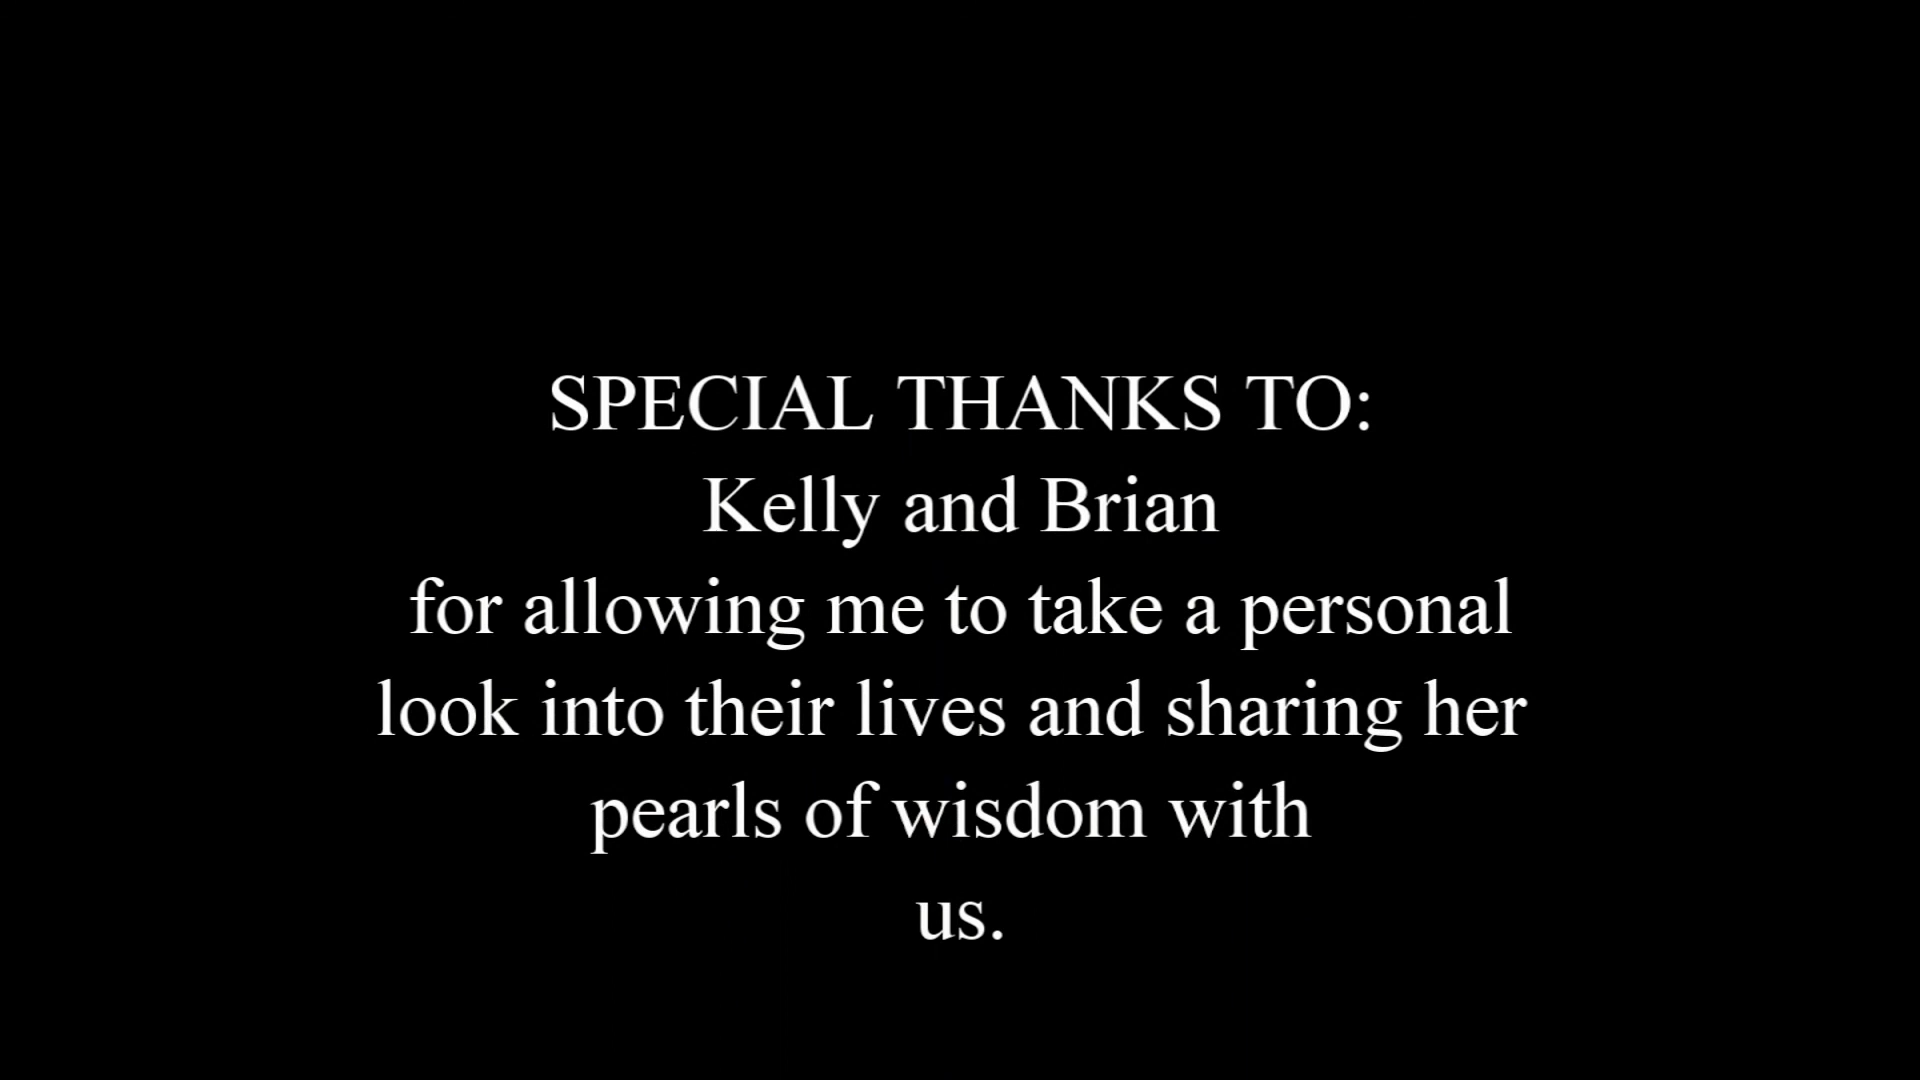 SPECIAL THANKS TO:
Kelly and Brian
for allowing me to take a personal
look into their lives and sharing her
pearls of wisdom with
us.